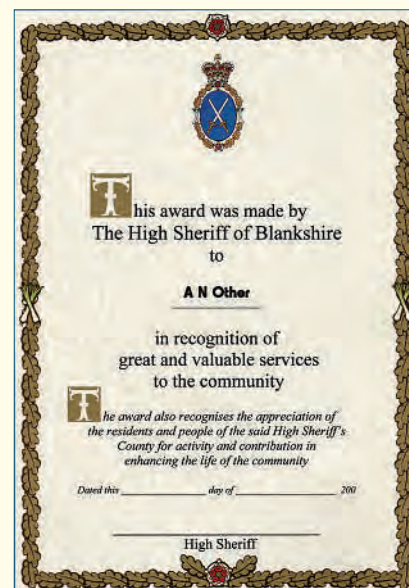 This award was made by
The High Sheriff of Blankshire
to
A N Other
in recognition of
great and valuable services
to the community
The award also recognises the appreciation of
the residents and people of the said High Sheriff's
County for activity and contribution in
enhancing the life of the community
Dated this ____________ day of ____________ 200
High Sheriff